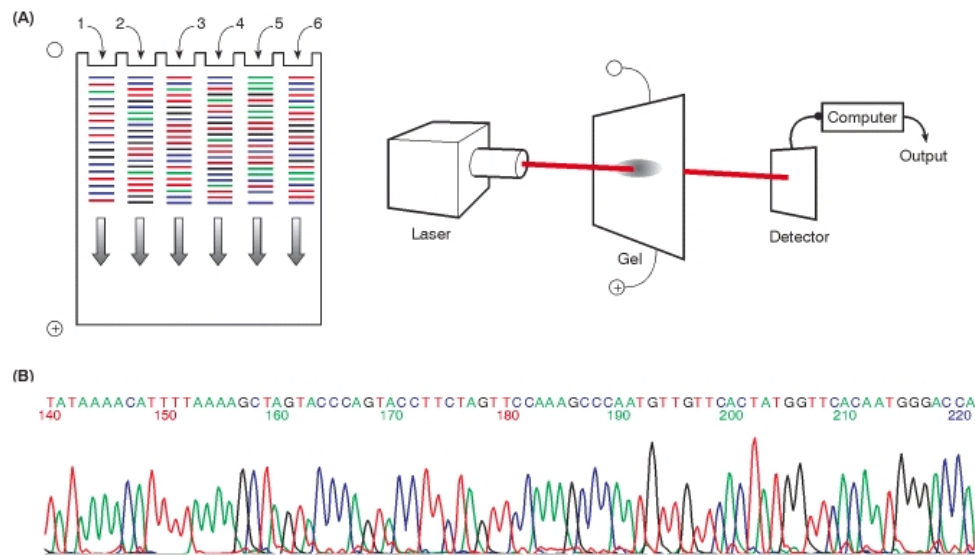 (A)
1 2 3 4 5 6
+
Laser
Gel
+
Detector
Computer
Output
(B)
TATAAAACATTTTAAAAGCTAGTACCCAGTACCTTCTAGTTCCAAAGCCCAATGTTGTTCACTATGGTTCACAATGGGACCA
140 150 160 170 180 190 200 210 220